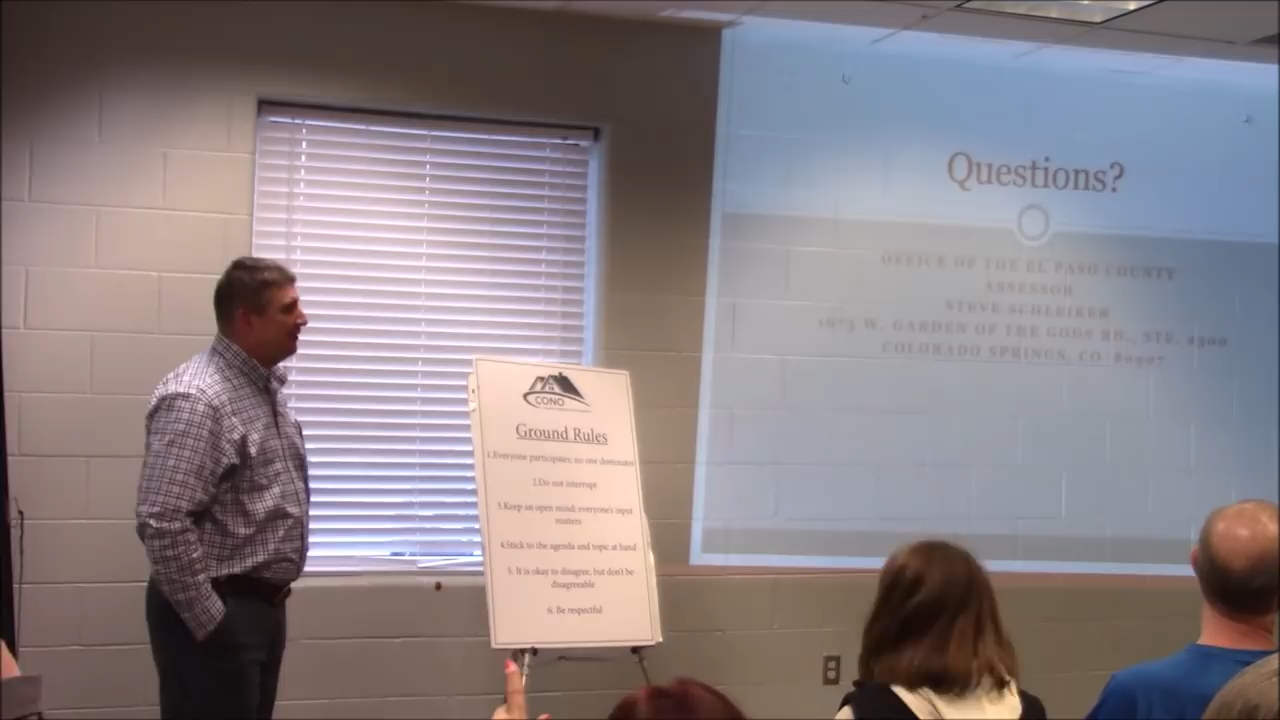 CONO
Ground Rules
1.Everyone participates; no one dominates
2.Do not interrupt
3.Keep an open mind; everyone's input
matters
4.Stick to the agenda and topic at hand
5. It is okay to disagree, but don't be
disagreeable
6. Be respectful
Questions?
OFFICE OF THE EL PASO COUNTY
ASSESSOR
STEVE SCHLEIKER
1675 W. GARDEN OF THE GODS RD., STE. 2300
COLORADO SPRINGS, CO 80907